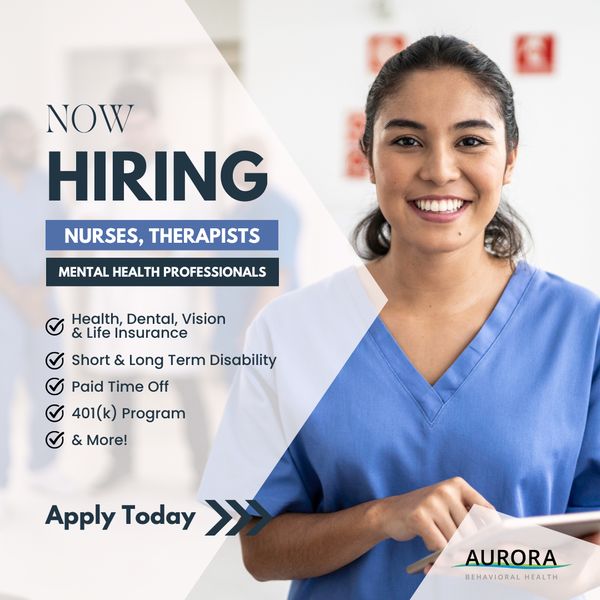 NOW
HIRING
NURSES, THERAPISTS
MENTAL HEALTH PROFESSIONALS
Health, Dental, Vision
& Life Insurance
Short & Long Term Disability
Paid Time Off
401(k) Program
& More!
Apply Today
AURORA
BEHAVIORAL HEALTH